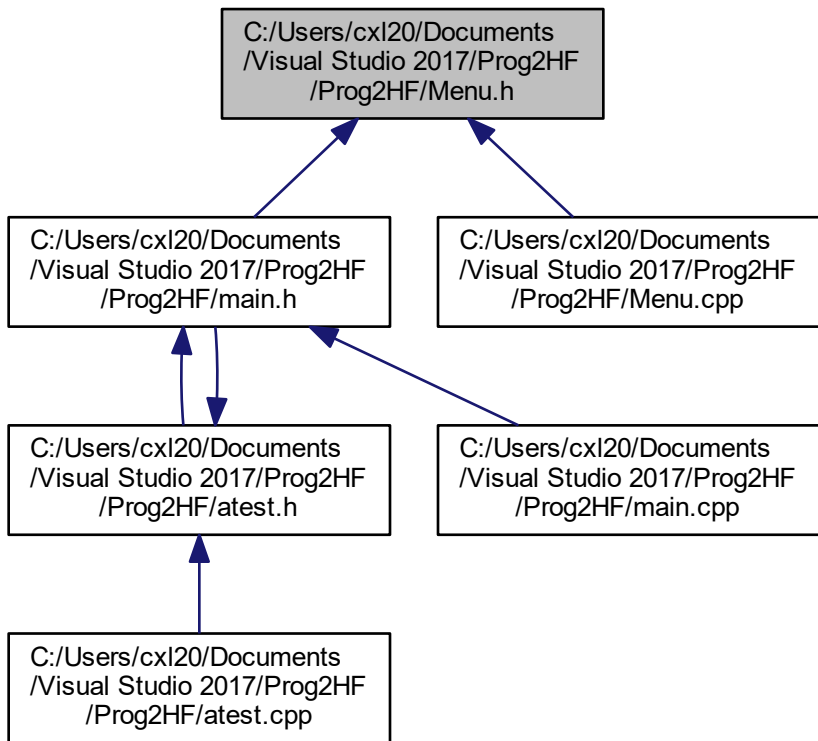 C:/Users/cxl20/Documents
/Visual Studio 2017/Prog2HF
/Prog2HF/Menu.h
C:/Users/cxl20/Documents
/Visual Studio 2017/Prog2HF
/Prog2HF/main.h
C:/Users/cxl20/Documents
/Visual Studio 2017/Prog2HF
/Prog2HF/Menu.cpp
C:/Users/cxl20/Documents
/Visual Studio 2017/Prog2HF
/Prog2HF/atest.h
C:/Users/cxl20/Documents
/Visual Studio 2017/Prog2HF
/Prog2HF/main.cpp
C:/Users/cxl20/Documents
/Visual Studio 2017/Prog2HF
/Prog2HF/atest.cpp